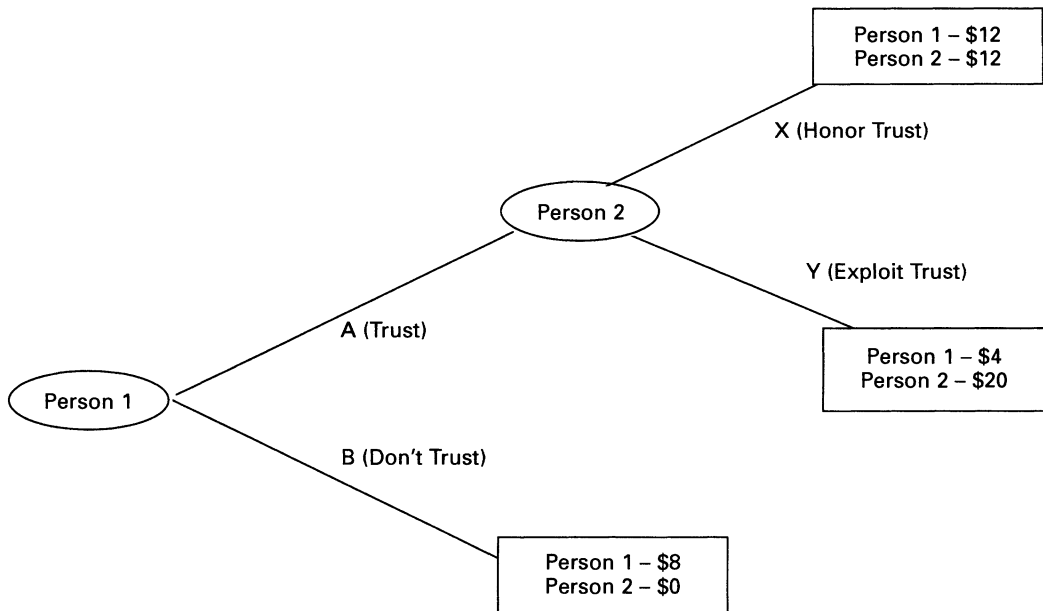 Person 1 – $12
Person 2 – $12
X (Honor Trust)
Person 2
Y (Exploit Trust)
A (Trust)
Person 1 – $4
Person 2 – $20
Person 1
B (Don't Trust)
Person 1 – $8
Person 2 – $0